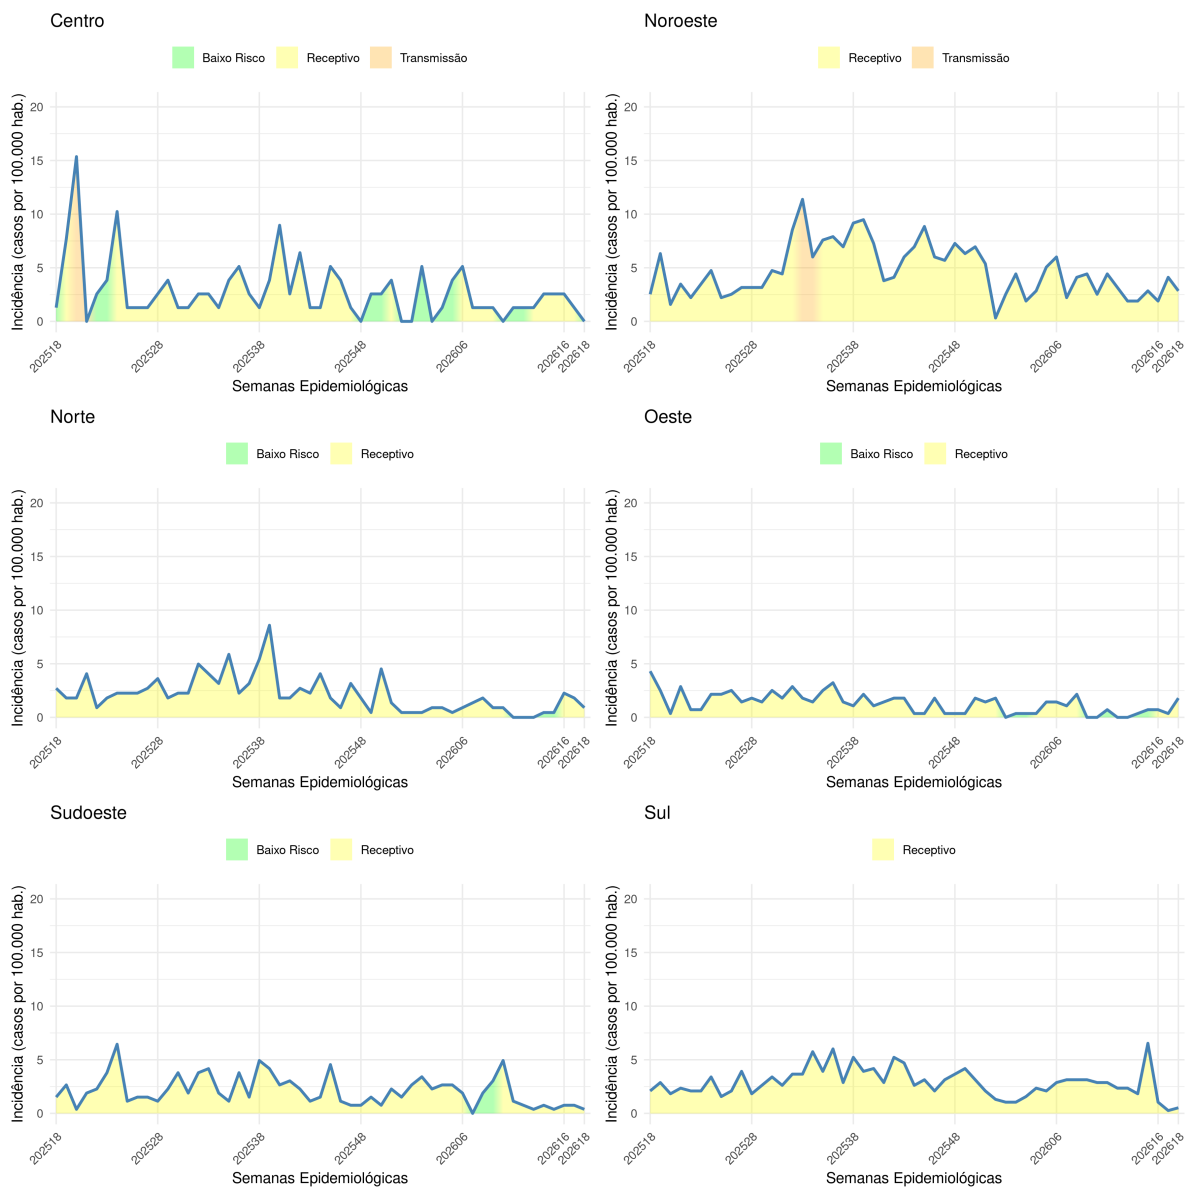 Centro
Baixo Risco Receptivo Transmissão
Incidência (casos por 100.000 hab.)
20
15
10
5
0
202518 202528 202538 202548 202606 202616 202618
Semanas Epidemiológicas
Noroeste
Receptivo Transmissão
Incidência (casos por 100.000 hab.)
20
15
10
5
0
202518 202528 202538 202548 202606 202616 202618
Semanas Epidemiológicas
Norte
Baixo Risco Receptivo
Incidência (casos por 100.000 hab.)
20
15
10
5
0
202518 202528 202538 202548 202606 202616 202618
Semanas Epidemiológicas
Oeste
Baixo Risco Receptivo
Incidência (casos por 100.000 hab.)
20
15
10
5
0
202518 202528 202538 202548 202606 202616 202618
Semanas Epidemiológicas
Sudoeste
Baixo Risco Receptivo
Incidência (casos por 100.000 hab.)
20
15
10
5
0
202518 202528 202538 202548 202606 202616 202618
Semanas Epidemiológicas
Sul
Receptivo
Incidência (casos por 100.000 hab.)
20
15
10
5
0
202518 202528 202538 202548 202606 202616 202618
Semanas Epidemiológicas